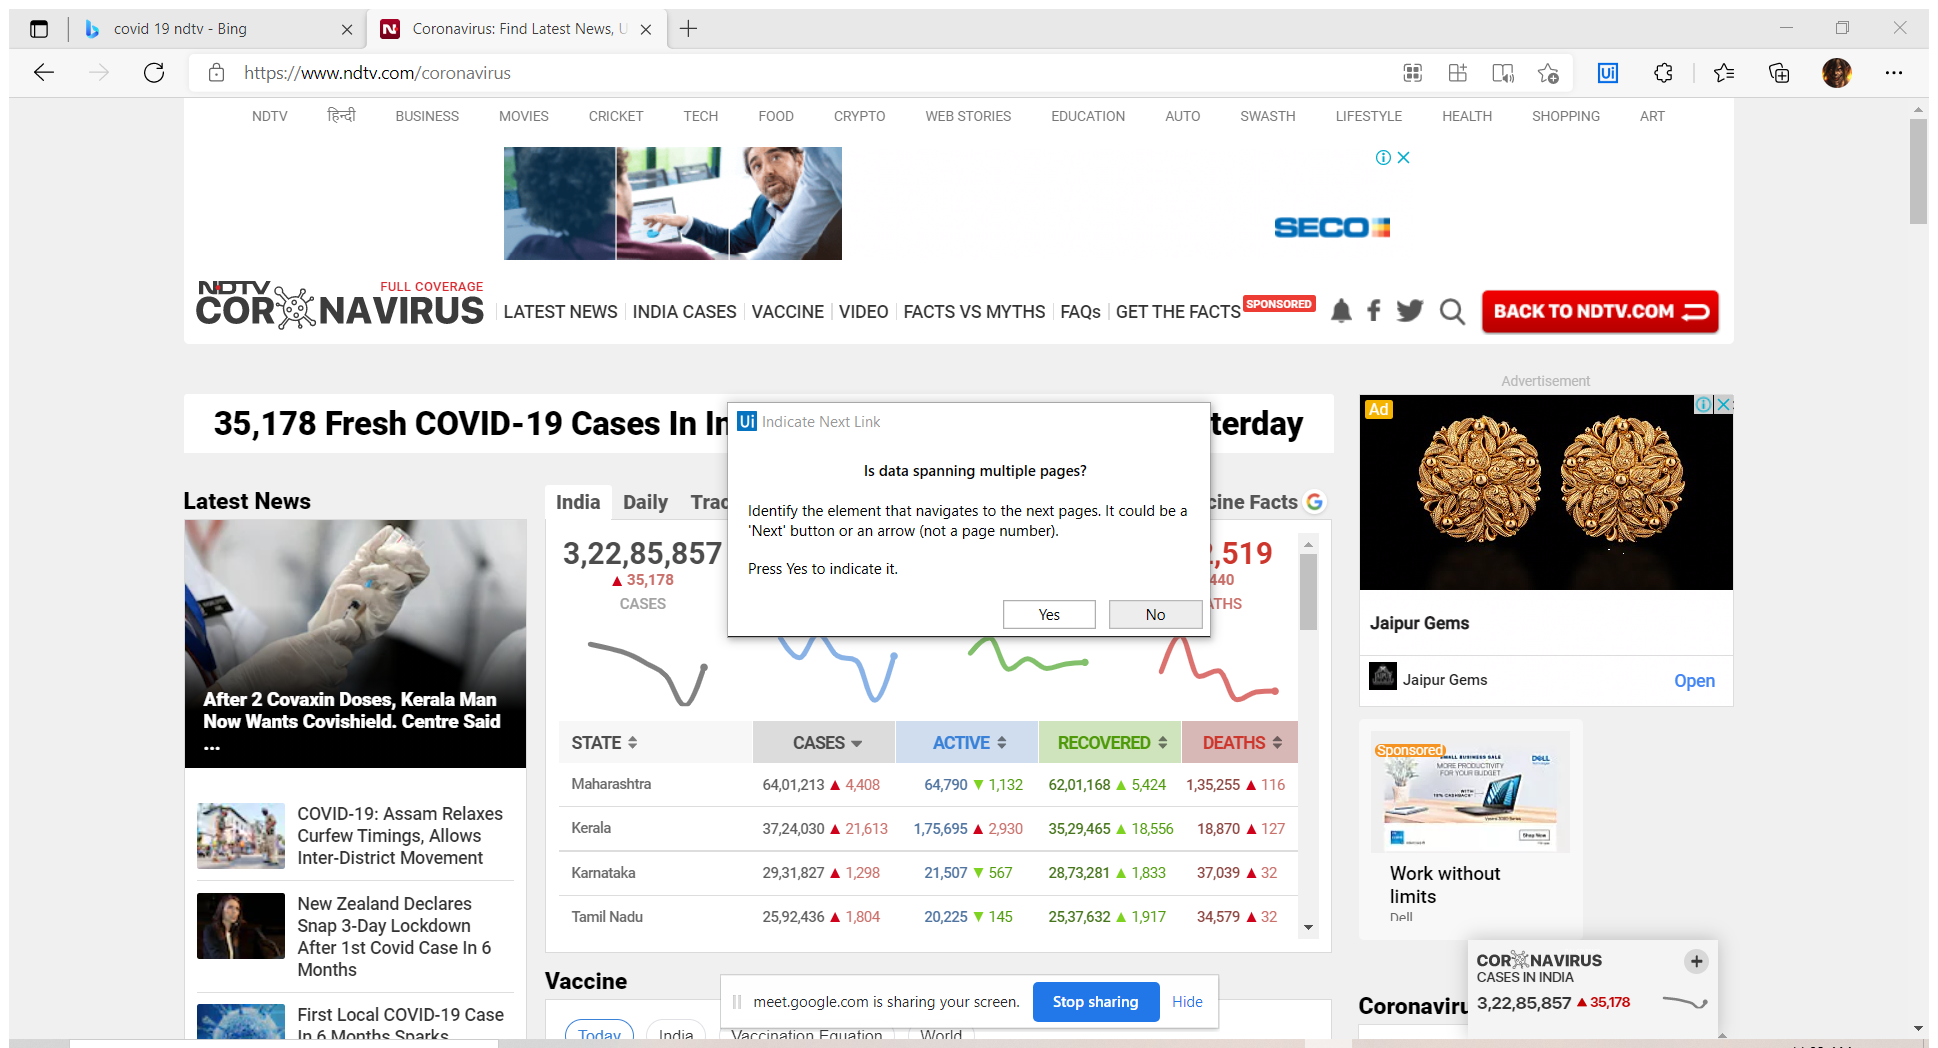 covid 19 ndtv - Bing
Coronavirus: Find Latest News, U
https://www.ndtv.com/coronavirus
NDTV हिन्दी BUSINESS MOVIES CRICKET TECH FOOD CRYPTO WEB STORIES EDUCATION AUTO SWASTH LIFESTYLE HEALTH SHOPPING ART
SECO
NDTV
FULL COVERAGE
CORONAVIRUS
LATEST NEWS INDIA CASES VACCINE VIDEO FACTS VS MYTHS FAQs GET THE FACTS SPONSORED
BACK TO NDTV.COM
35,178 Fresh COVID-19 Cases In In
terday
Advertisement
Ad
Ui Indicate Next Link
Is data spanning multiple pages?
Identify the element that navigates to the next pages. It could be a
'Next' button or an arrow (not a page number).
Press Yes to indicate it.
Yes No
Latest News
After 2 Covaxin Doses, Kerala Man
Now Wants Covishield. Centre Said
...
COVID-19: Assam Relaxes
Curfew Timings, Allows
Inter-District Movement
New Zealand Declares
Snap 3-Day Lockdown
After 1st Covid Case In 6
Months
First Local COVID-19 Case
In 6 Months Sparks
India Daily Trac
cine Facts G
3,22,85,857
▲ 35,178
CASES
2,519
440
ATHS
STATE CASES ACTIVE RECOVERED DEATHS
Maharashtra 64,01,213 ▲ 4,408 64,790 ▼ 1,132 62,01,168 ▲ 5,424 1,35,255 ▲ 116
Kerala 37,24,030 ▲ 21,613 1,75,695 ▲ 2,930 35,29,465 ▲ 18,556 18,870 ▲ 127
Karnataka 29,31,827 ▲ 1,298 21,507 ▼ 567 28,73,281 ▲ 1,833 37,039 ▲ 32
Tamil Nadu 25,92,436 ▲ 1,804 20,225 ▼ 145 25,37,632 ▲ 1,917 34,579 ▲ 32
Vaccine
Today India Vaccination Equation World
meet.google.com is sharing your screen. Stop sharing Hide
Jaipur Gems
Jaipur Gems Open
Sponsored
SMALL BUSINESS SALE
MORE PRODUCTIVITY
FOR YOUR BUDGET
DELL
Shop Now
Work without
limits
Dell
Coronaviru
CORONAVIRUS
CASES IN INDIA
3,22,85,857 ▲ 35,178